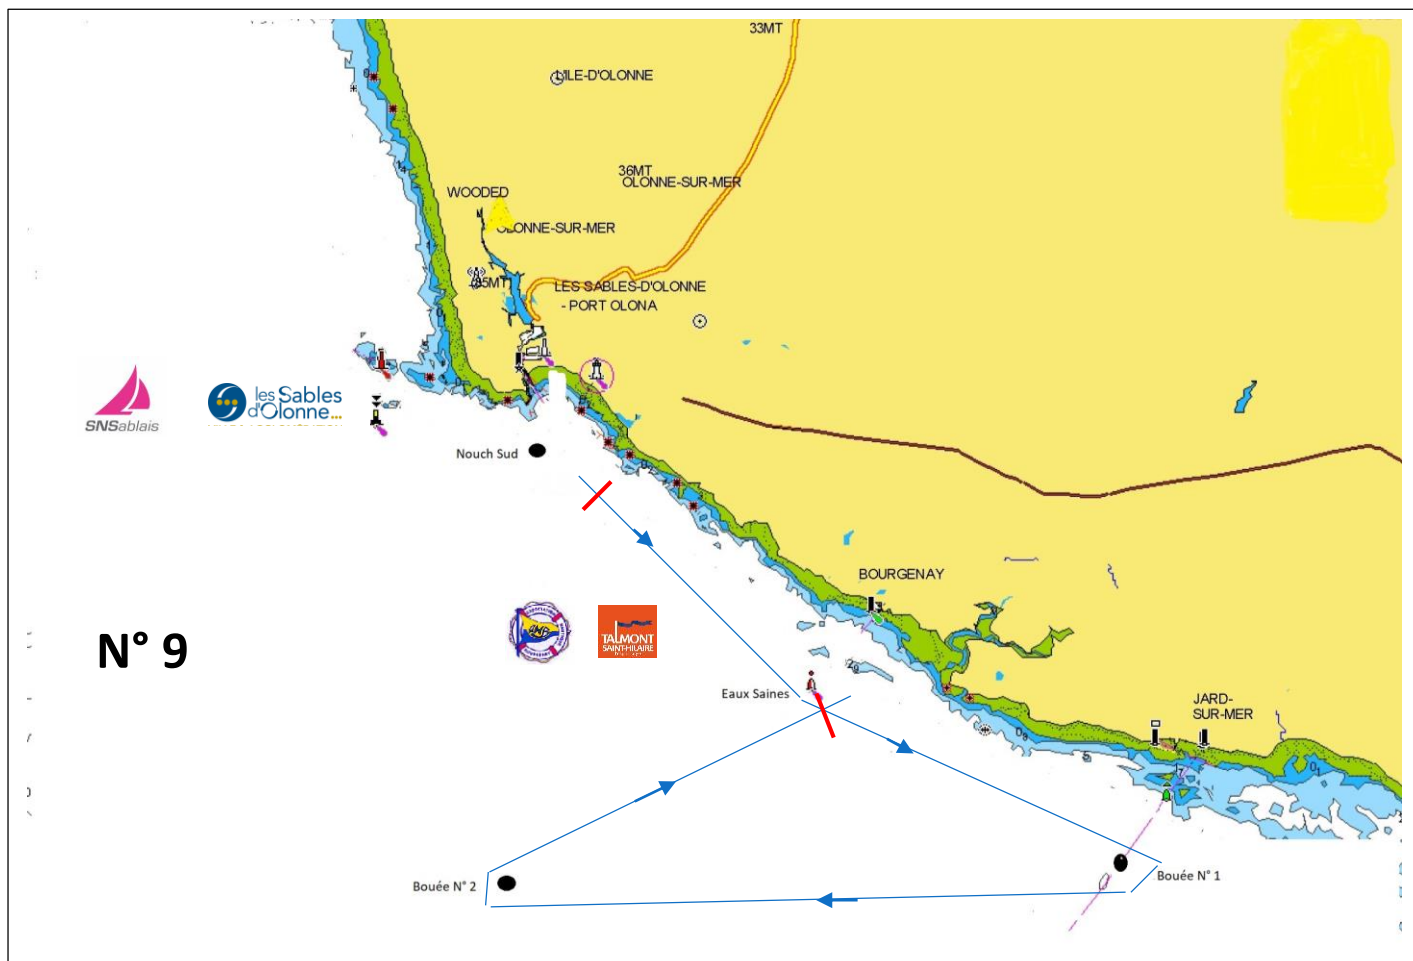 33MT
L'ILE-D'OLONNE
36MT
OLONNE-SUR-MER
WOODED
OLONNE-SUR-MER
35MT
LES SABLES-D'OLONNE
- PORT OLONA
SNSablais
les Sables
d'Olonne...
Nouch Sud
BOURGENAY
N° 9
TALMONT
SAINT-HILAIRE
Eaux Saines
JARD-
SUR-MER
Bouée N° 2
Bouée N° 1